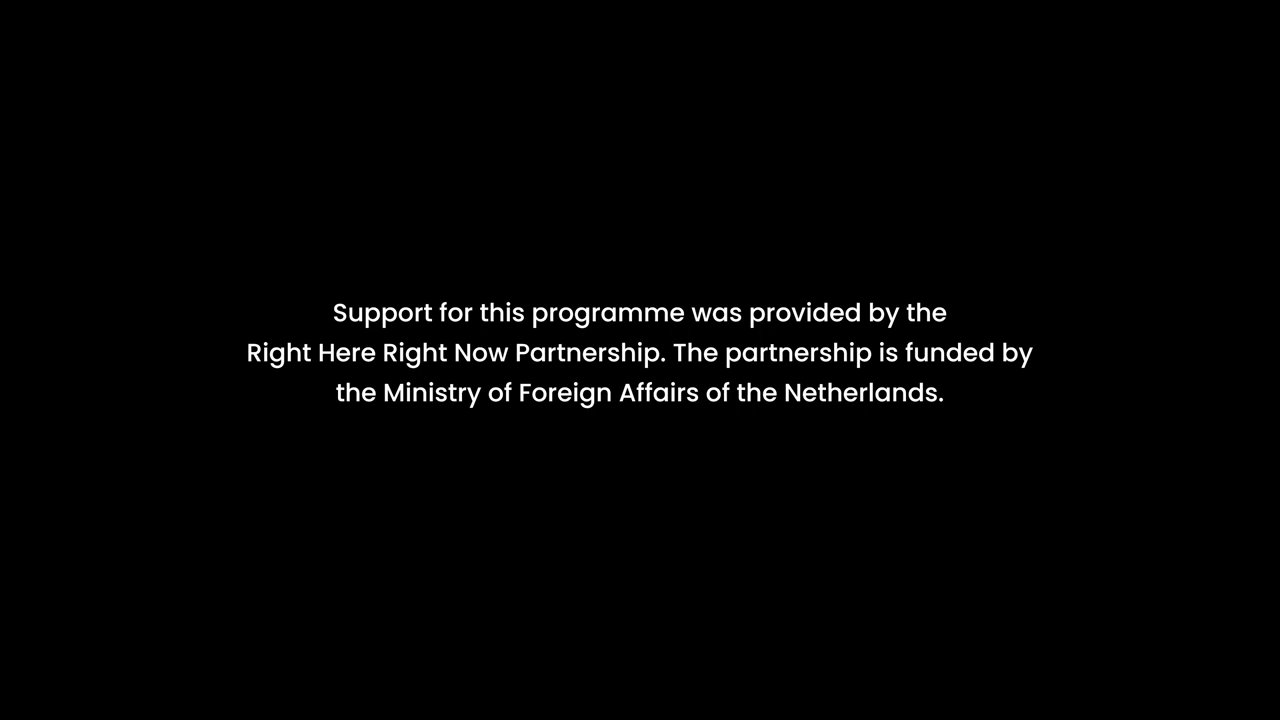 Support for this programme was provided by the
Right Here Right Now Partnership. The partnership is funded by
the Ministry of Foreign Affairs of the Netherlands.